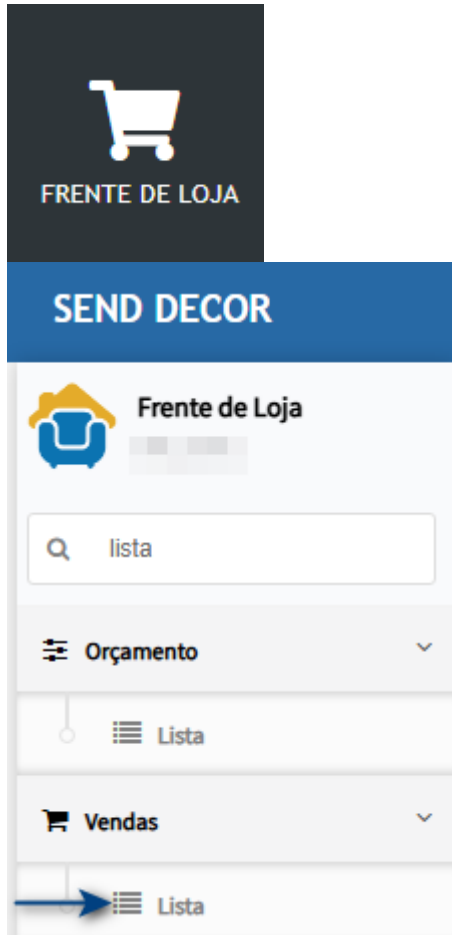 FRENTE DE LOJA
SEND DECOR
Frente de Loja
lista
Orçamento
Lista
Vendas
Lista